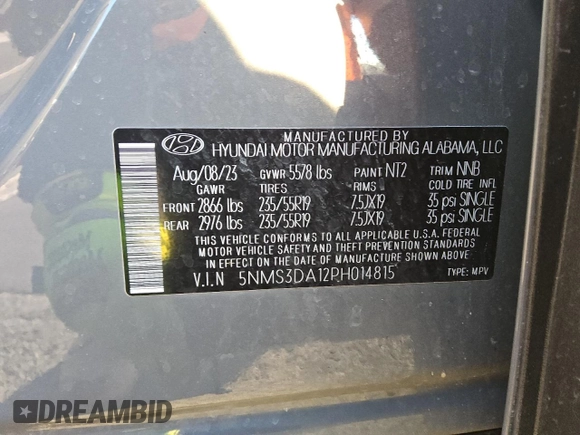 MANUFACTURED BY
HYUNDAI MOTOR MANUFACTURING ALABAMA, LLC
Aug/08/23 GVWR 5578 lbs PAINT NT2 TRIM NNB
GAWR TIRES RIMS COLD TIRE INFL
FRONT 2866 lbs 235/55R19 7.5JX19 35 psi SINGLE
REAR 2976 lbs 235/55R19 7.5JX19 35 psi SINGLE
THIS VEHICLE CONFORMS TO ALL APPLICABLE U.S.A. FEDERAL
MOTOR VEHICLE SAFETY AND THEFT PREVENTION STANDARDS IN
EFFECT ON THE DATE OF MANUFACTURE SHOWN ABOVE.
V.I.N 5NMS3DA12PH014815 TYPE: MPV
DREAMBID